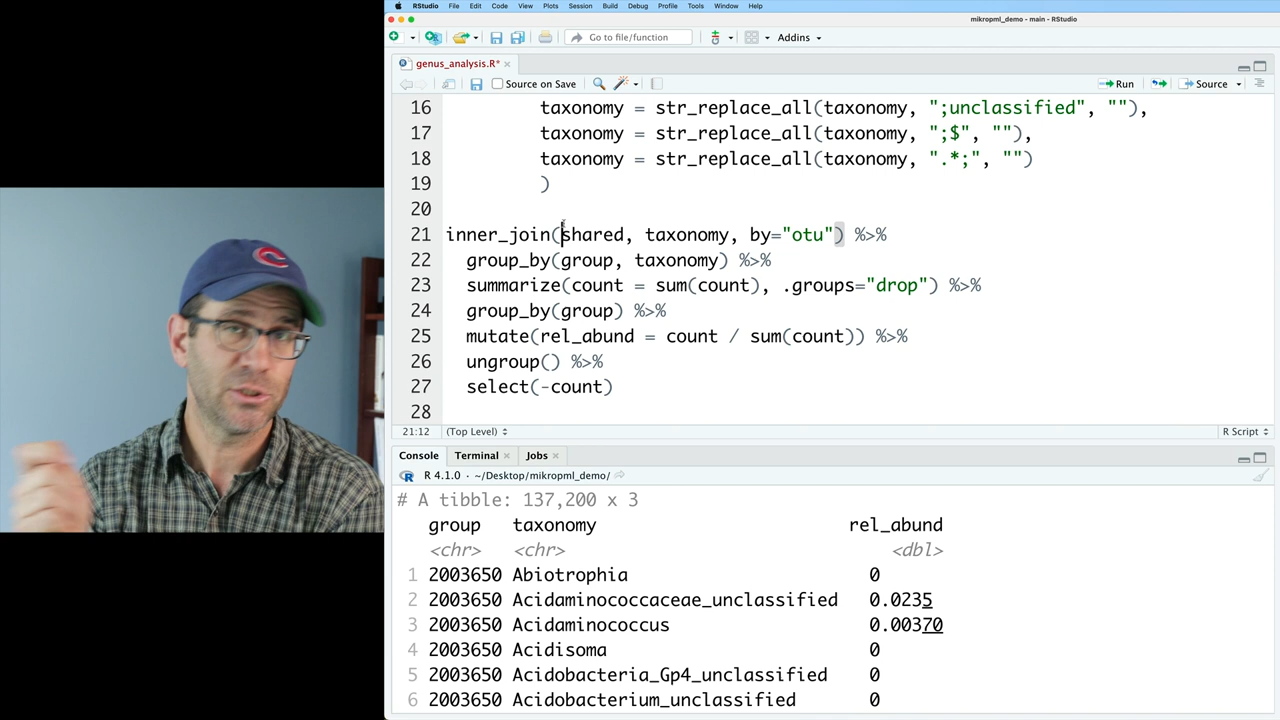 RStudio File Edit Code View Plots Session Build Debug Profile Tools Window Help
mikropml_demo - main - RStudio
Go to file/function Addins
genus_analysis.R*
Source on Save Run Source
16 taxonomy = str_replace_all(taxonomy, ";unclassified", ""),
17 taxonomy = str_replace_all(taxonomy, ";$", ""),
18 taxonomy = str_replace_all(taxonomy, ".*;", "")
19 )
20
21 inner_join(shared, taxonomy, by="otu") %>%
22 group_by(group, taxonomy) %>%
23 summarize(count = sum(count), .groups="drop") %>%
24 group_by(group) %>%
25 mutate(rel_abund = count / sum(count)) %>%
26 ungroup() %>%
27 select(-count)
28
21:12 (Top Level) R Script
Console Terminal Jobs
R 4.1.0 · ~/Desktop/mikropml_demo/
# A tibble: 137,200 x 3
group taxonomy rel_abund
<chr> <chr> <dbl>
1 2003650 Abiotrophia 0
2 2003650 Acidaminococcaceae_unclassified 0.0235
3 2003650 Acidaminococcus 0.00370
4 2003650 Acidisoma 0
5 2003650 Acidobacteria_Gp4_unclassified 0
6 2003650 Acidobacterium_unclassified 0